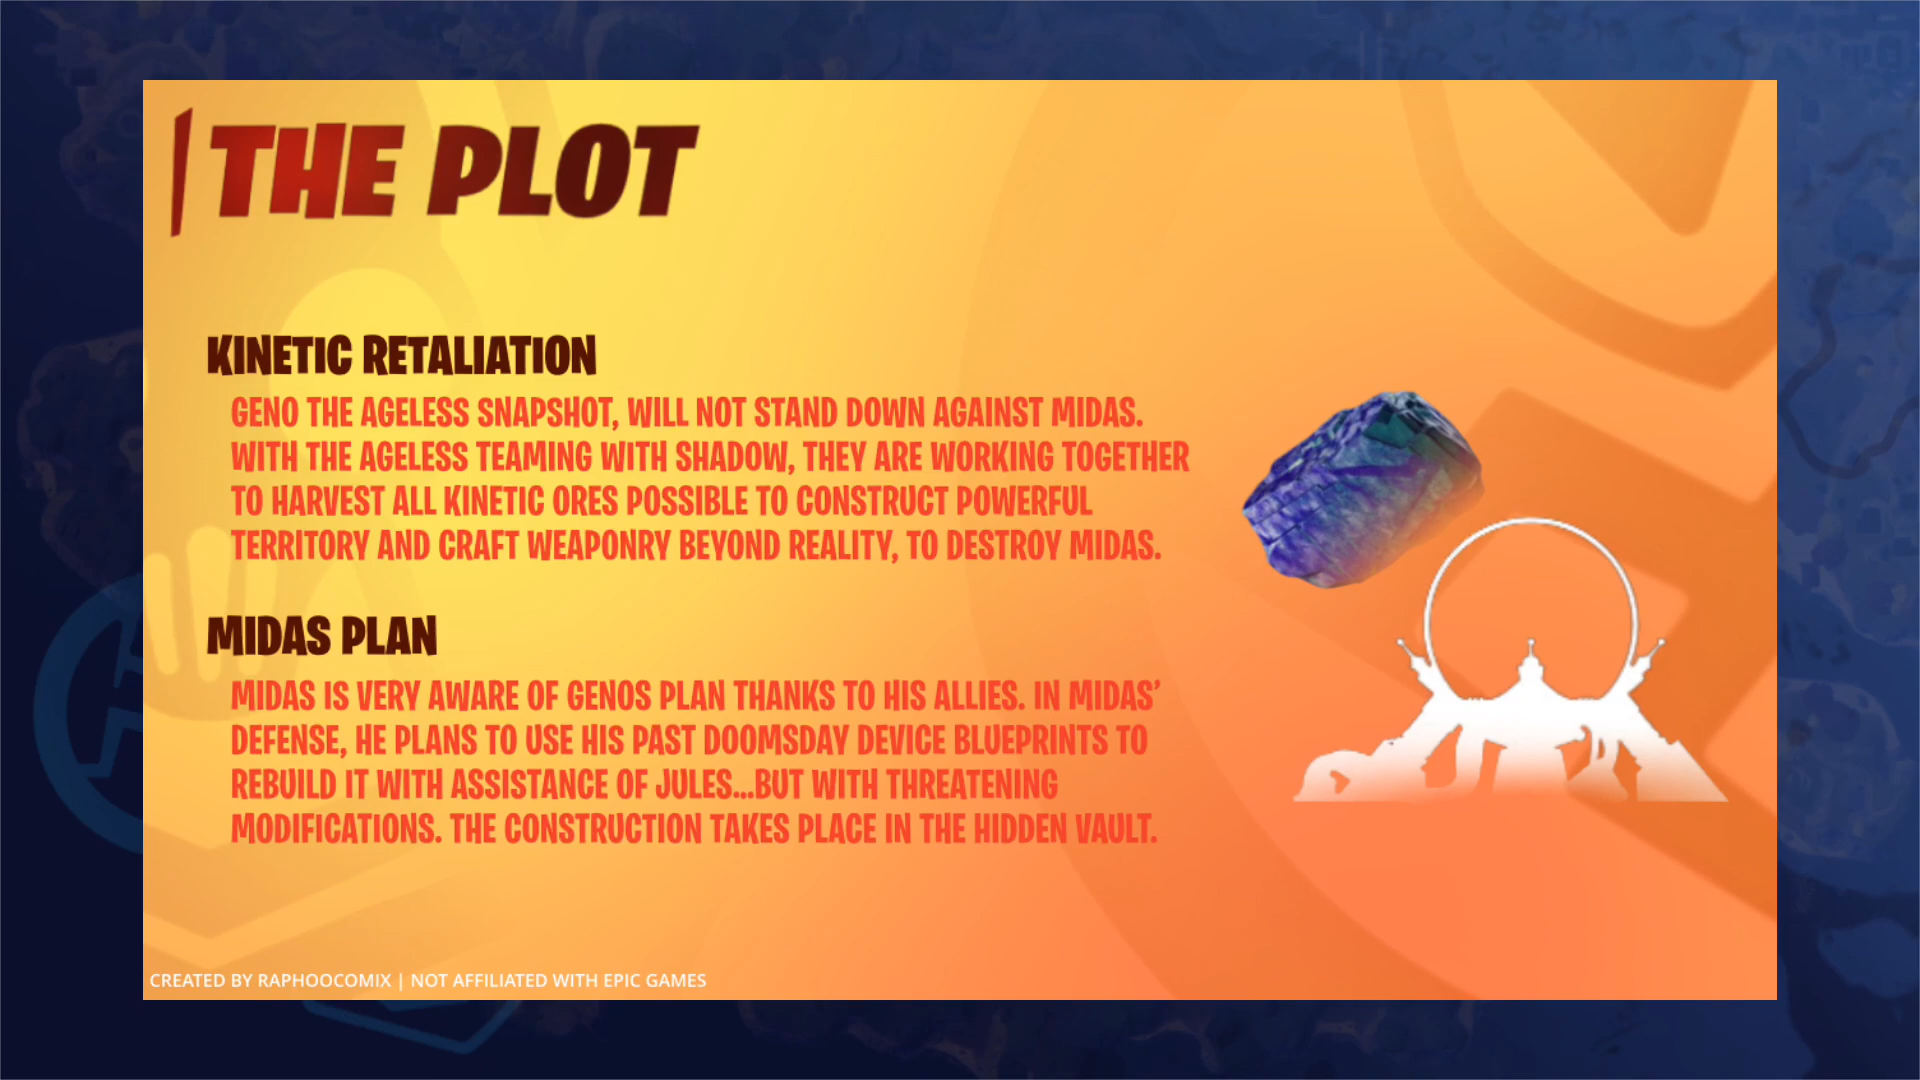 THE PLOT
KINETIC RETALIATION
GENO THE AGELESS SNAPSHOT, WILL NOT STAND DOWN AGAINST MIDAS.
WITH THE AGELESS TEAMING WITH SHADOW, THEY ARE WORKING TOGETHER
TO HARVEST ALL KINETIC ORES POSSIBLE TO CONSTRUCT POWERFUL
TERRITORY AND CRAFT WEAPONRY BEYOND REALITY, TO DESTROY MIDAS.
MIDAS PLAN
MIDAS IS VERY AWARE OF GENOS PLAN THANKS TO HIS ALLIES. IN MIDAS’
DEFENSE, HE PLANS TO USE HIS PAST DOOMSDAY DEVICE BLUEPRINTS TO
REBUILD IT WITH ASSISTANCE OF JULES...BUT WITH THREATENING
MODIFICATIONS. THE CONSTRUCTION TAKES PLACE IN THE HIDDEN VAULT.
CREATED BY RAPHOOCOMIX | NOT AFFILIATED WITH EPIC GAMES